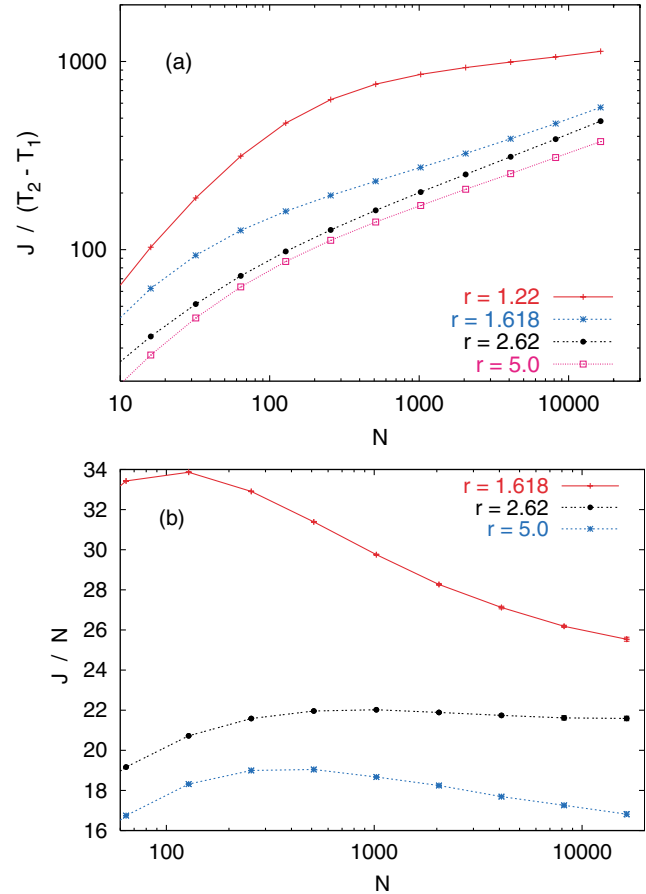 (a)
1000
100
J / (T2 - T1)
r = 1.22
r = 1.618
r = 2.62
r = 5.0
10
100
1000
10000
N
(b)
34
32
30
28
26
24
22
20
18
16
J / N
r = 1.618
r = 2.62
r = 5.0
100
1000
10000
N